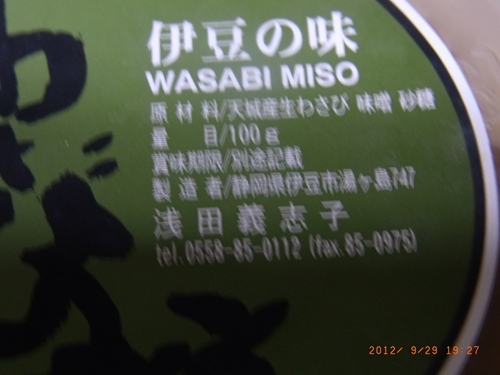 伊豆の味
WASABI MISO
原材料/天城産生わさび 味噌 砂糖
量 目/100g
賞味期限/別途記載
製造者/静岡県伊豆市湯ヶ島747
浅田義志子
tel.0558-85-0112 (fax.85-0975)
2012/ 9/29 19:27